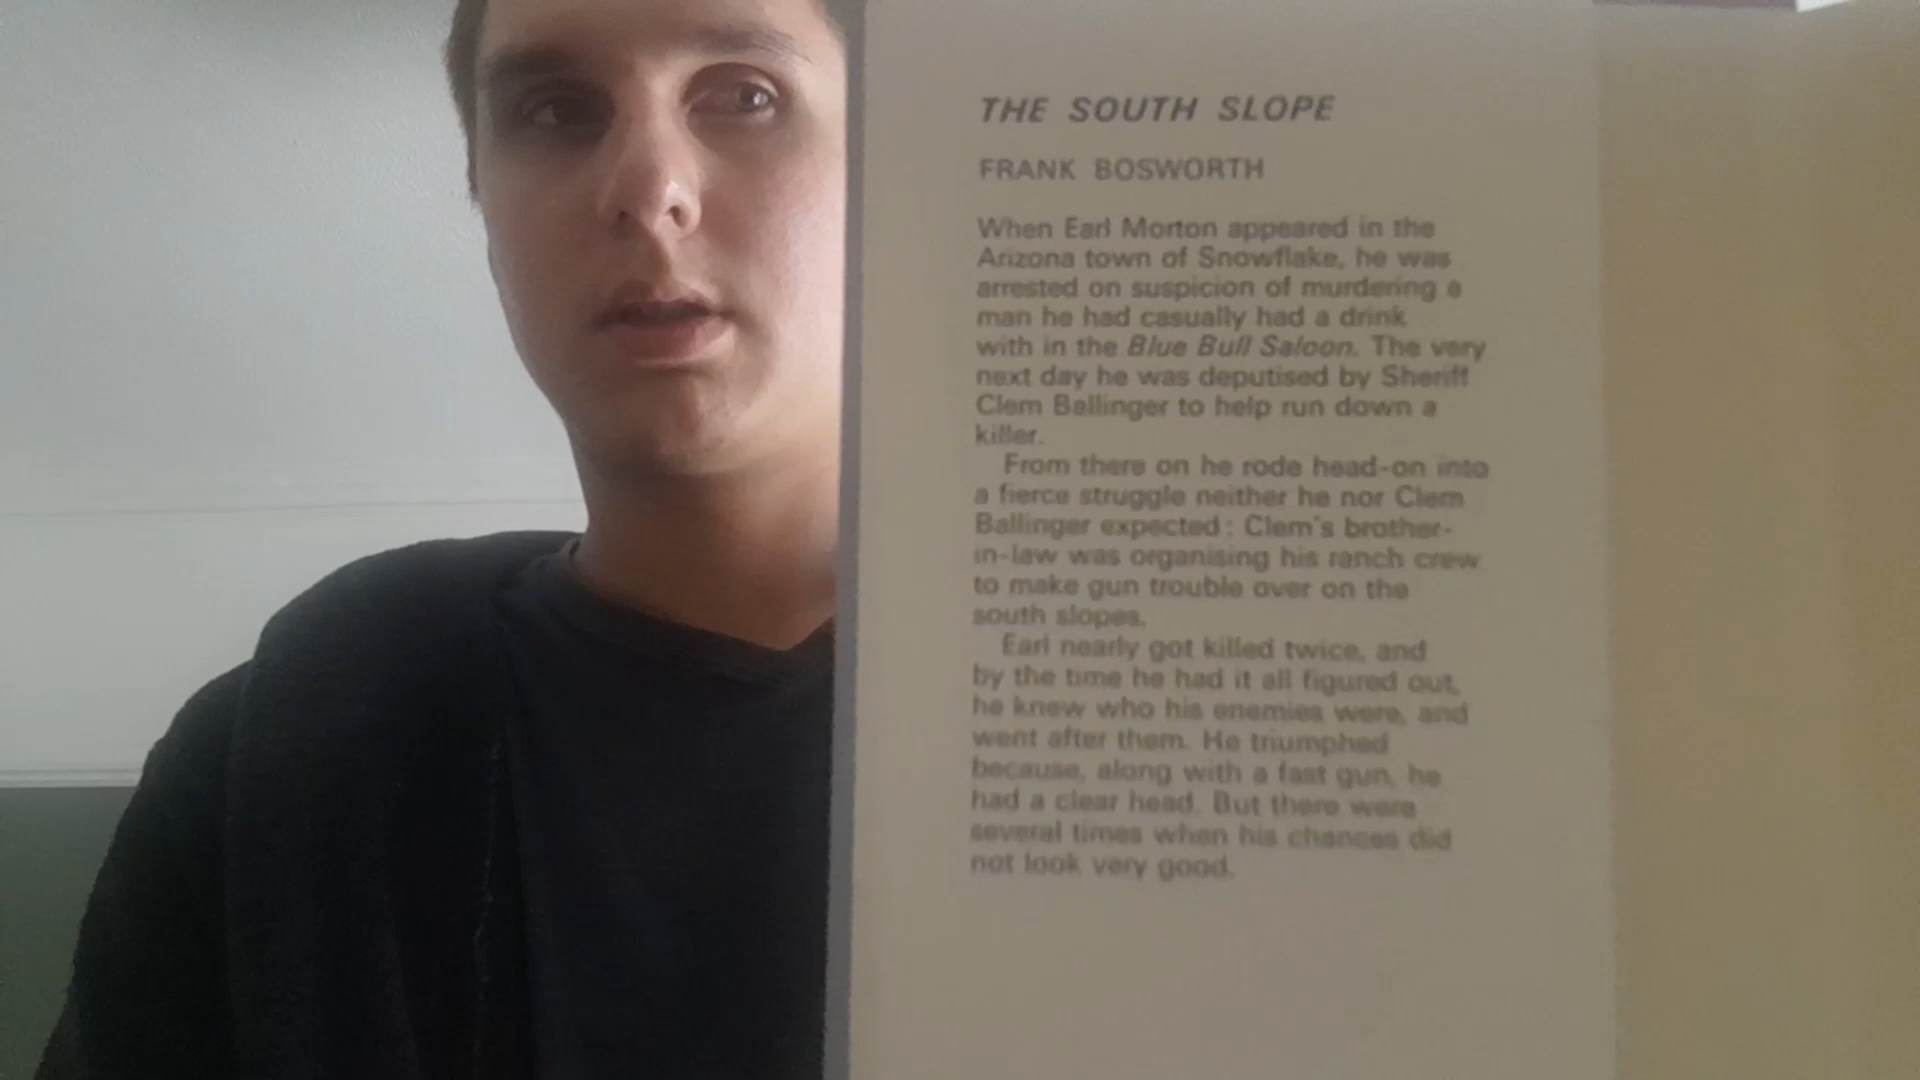 THE SOUTH SLOPE
FRANK BOSWORTH
When Earl Morton appeared in the
Arizona town of Snowflake, he was
arrested on suspicion of murdering a
man he had casually had a drink
with in the Blue Bull Saloon. The very
next day he was deputised by Sheriff
Clem Ballinger to help run down a
killer.
From there on he rode head-on into
a fierce struggle neither he nor Clem
Ballinger expected: Clem's brother-
in-law was organising his ranch crew
to make gun trouble over on the
south slopes.
Earl nearly got killed twice, and
by the time he had it all figured out,
he knew who his enemies were, and
went after them. He triumphed
because, along with a fast gun, he
had a clear head. But there were
several times when his chances did
not look very good.